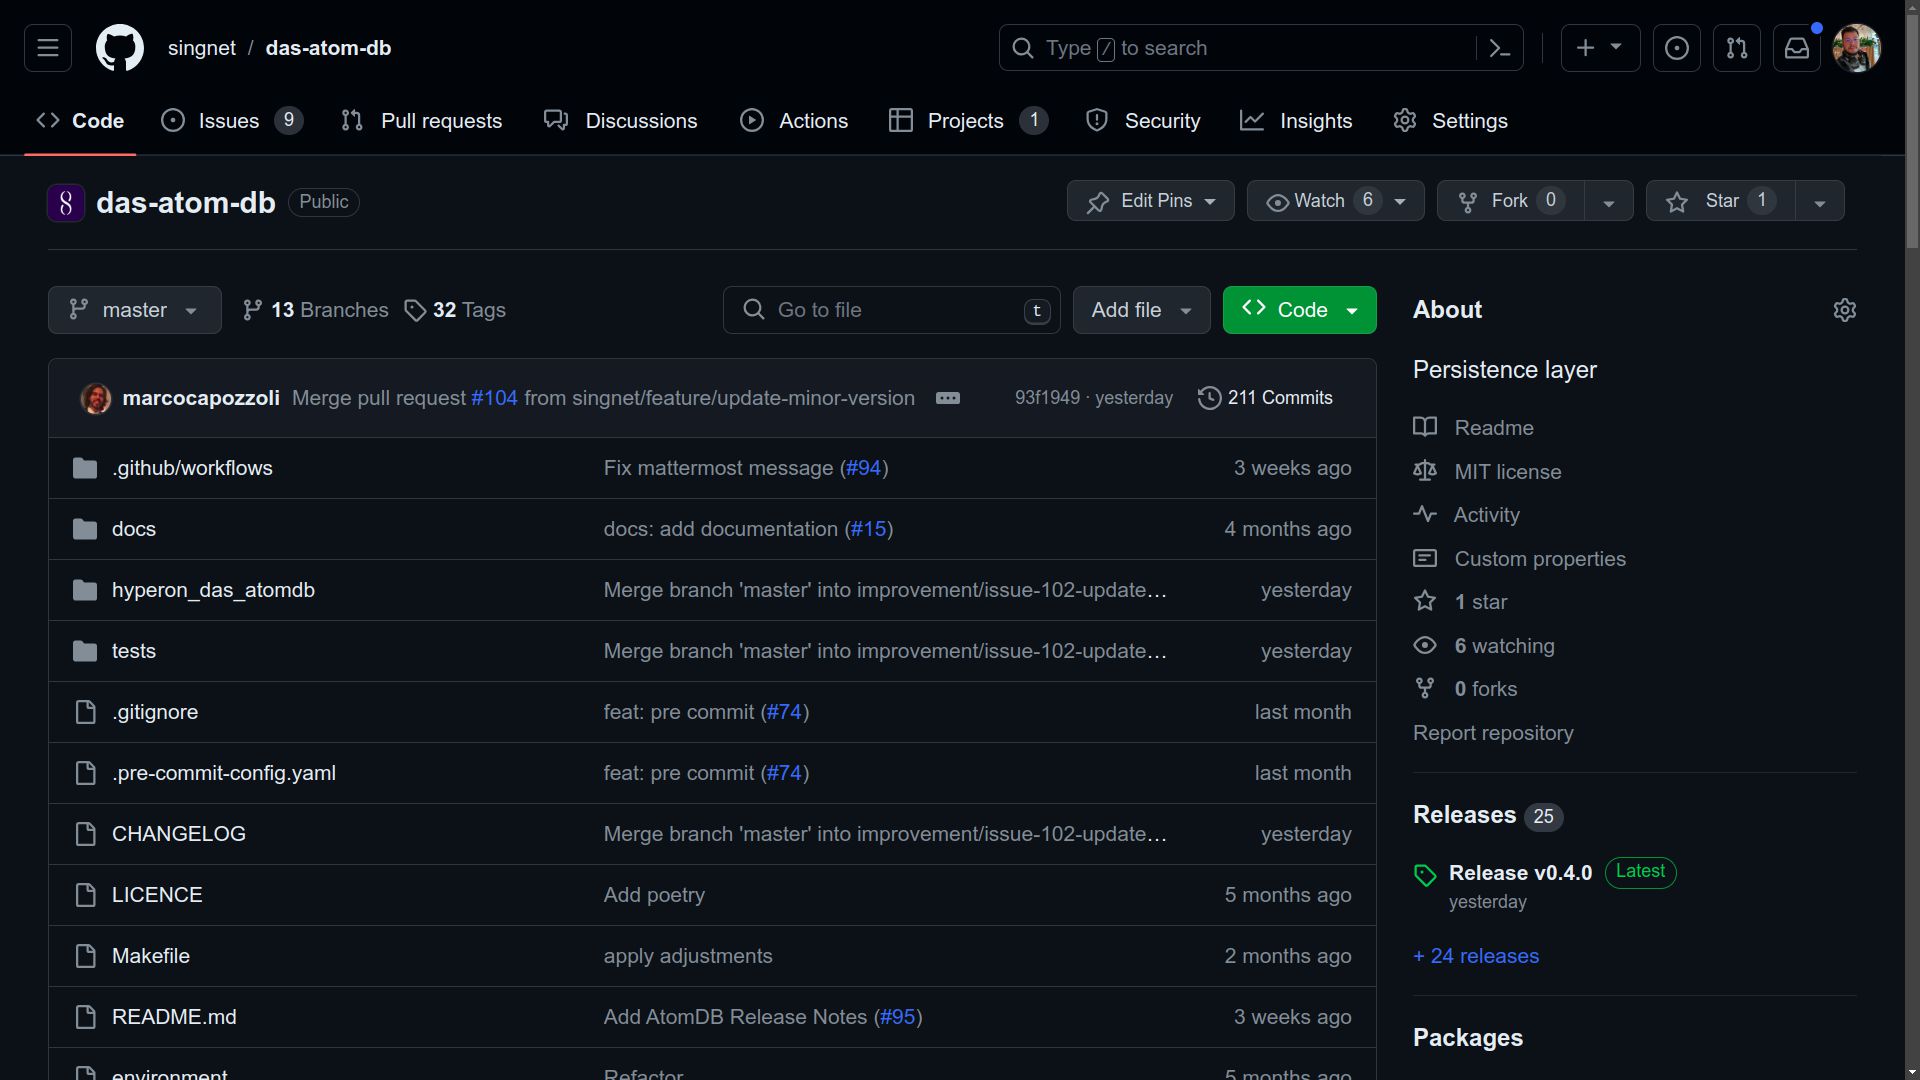 singnet / das-atom-db
Type / to search
Code
Issues 9
Pull requests
Discussions
Actions
Projects 1
Security
Insights
Settings
das-atom-db Public
Edit Pins
Watch 6
Fork 0
Star 1
master
13 Branches
32 Tags
Go to file t
Add file
Code
marcocapozzoli Merge pull request #104 from singnet/feature/update-minor-version
93f1949 · yesterday
211 Commits
.github/workflows Fix mattermost message (#94) 3 weeks ago
docs docs: add documentation (#15) 4 months ago
hyperon_das_atomdb Merge branch 'master' into improvement/issue-102-update… yesterday
tests Merge branch 'master' into improvement/issue-102-update… yesterday
.gitignore feat: pre commit (#74) last month
.pre-commit-config.yaml feat: pre commit (#74) last month
CHANGELOG Merge branch 'master' into improvement/issue-102-update… yesterday
LICENCE Add poetry 5 months ago
Makefile apply adjustments 2 months ago
README.md Add AtomDB Release Notes (#95) 3 weeks ago
environment Refactor 5 months ago
About
Persistence layer
Readme
MIT license
Activity
Custom properties
1 star
6 watching
0 forks
Report repository
Releases 25
Release v0.4.0 Latest
yesterday
+ 24 releases
Packages